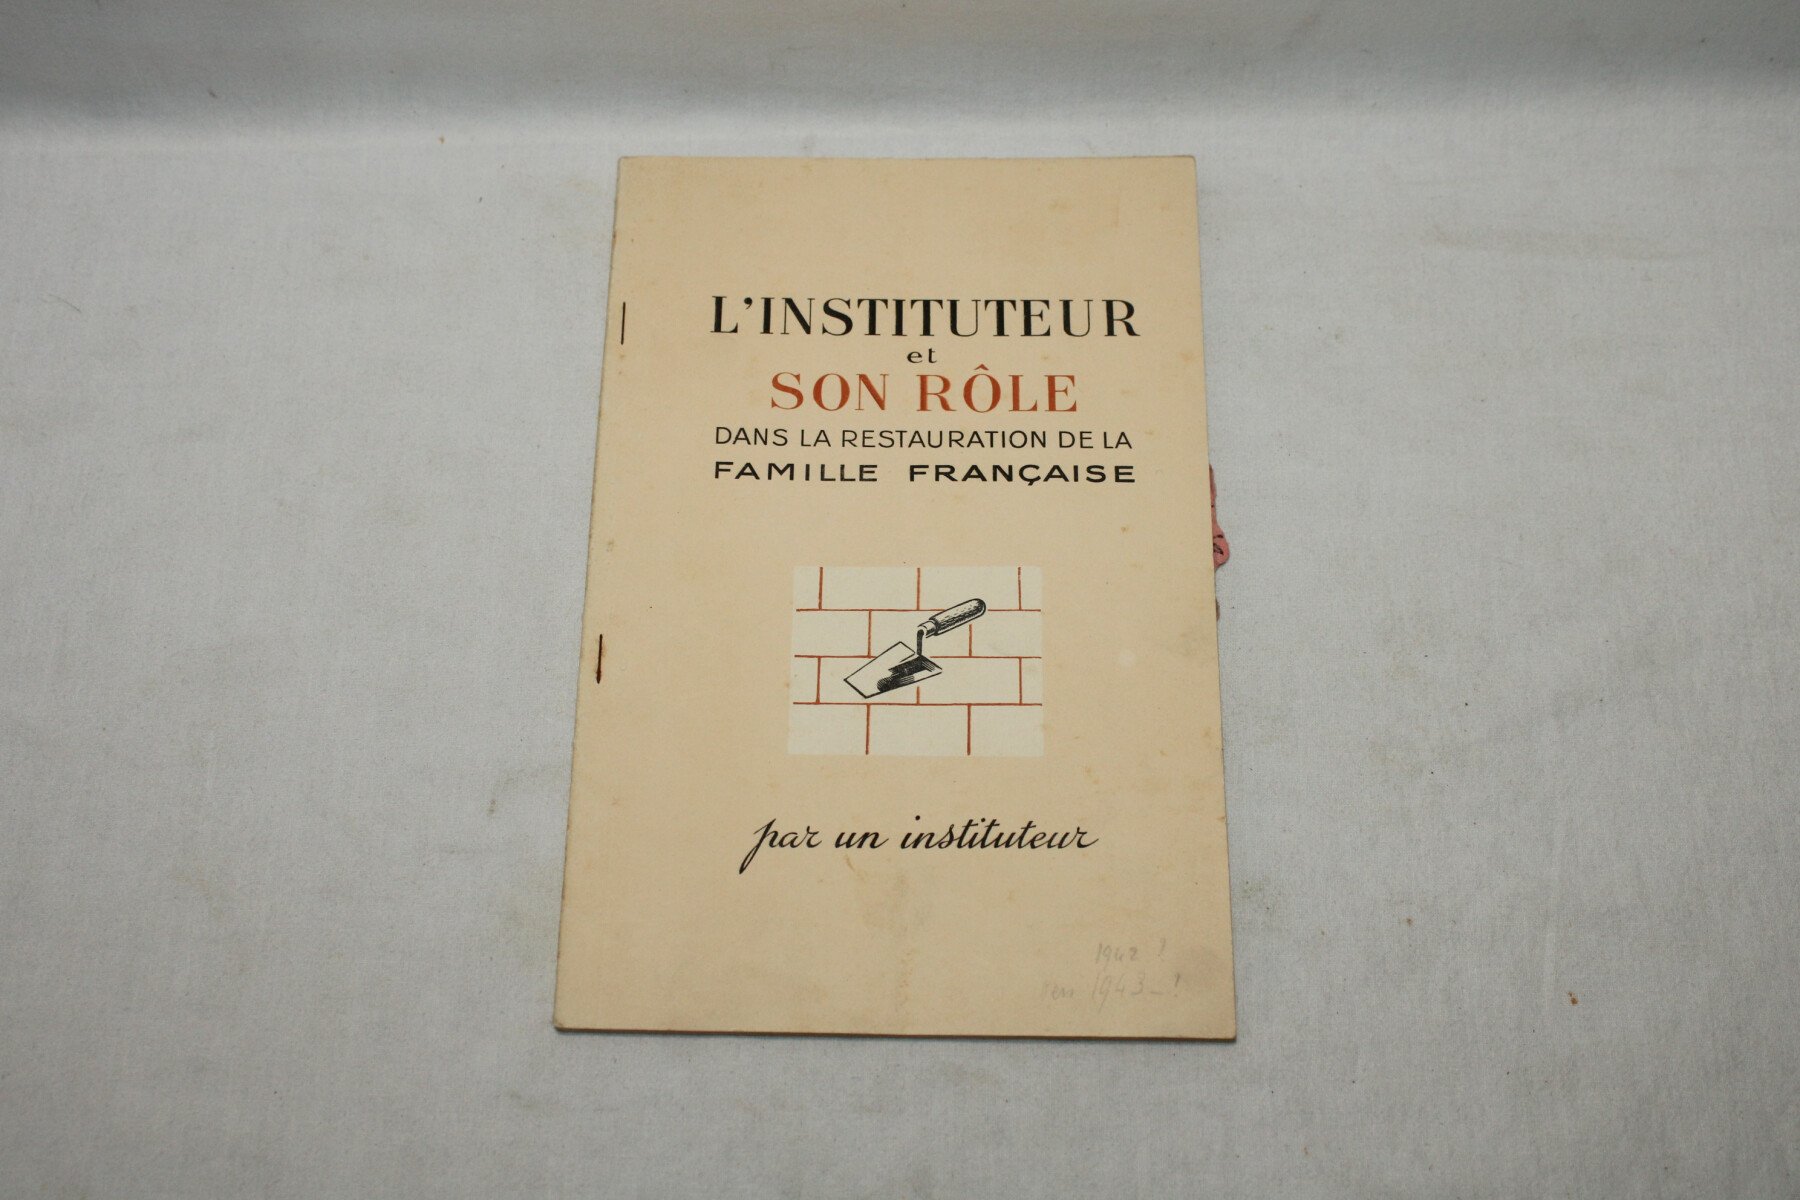 L'INSTITUTEUR
et
SON RÔLE
DANS LA RESTAURATION DE LA
FAMILLE FRANÇAISE
par un instituteur
1942 ?
1943 - ?